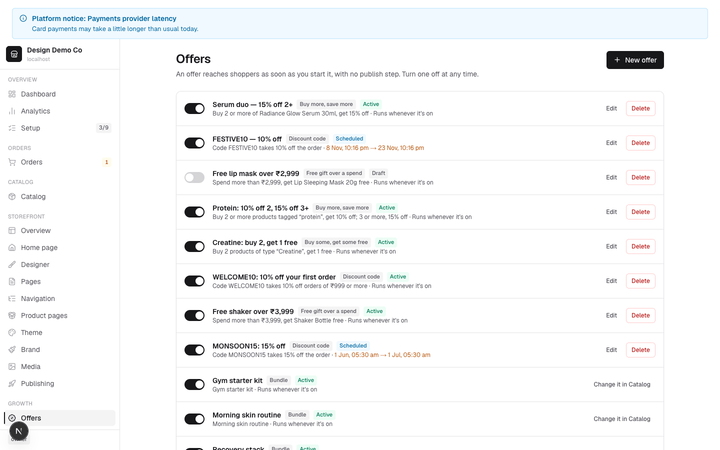 Platform notice: Payments provider latency
Card payments may take a little longer than usual today.
Design Demo Co
localhost
OVERVIEW
Dashboard
Analytics
Setup 3/9
ORDERS
Orders 1
CATALOG
Catalog
STOREFRONT
Overview
Home page
Designer
Pages
Navigation
Product pages
Theme
Brand
Media
Publishing
GROWTH
Offers
N
Offers
+ New offer
An offer reaches shoppers as soon as you start it, with no publish step. Turn one off at any time.
Serum duo — 15% off 2+ Buy more, save more Active
Buy 2 or more of Radiance Glow Serum 30ml, get 15% off · Runs whenever it's on
Edit Delete
FESTIVE10 — 10% off Discount code Scheduled
Code FESTIVE10 takes 10% off the order · 8 Nov, 10:16 pm → 23 Nov, 10:16 pm
Edit Delete
Free lip mask over ₹2,999 Free gift over a spend Draft
Spend more than ₹2,999, get Lip Sleeping Mask 20g free · Runs whenever it's on
Edit Delete
Protein: 10% off 2, 15% off 3+ Buy more, save more Active
Buy 2 or more products tagged "protein", get 10% off; 3 or more, 15% off · Runs whenever it's on
Edit Delete
Creatine: buy 2, get 1 free Buy some, get some free Active
Buy 2 products of type "Creatine", get 1 free · Runs whenever it's on
Edit Delete
WELCOME10: 10% off your first order Discount code Active
Code WELCOME10 takes 10% off orders of ₹999 or more · Runs whenever it's on
Edit Delete
Free shaker over ₹3,999 Free gift over a spend Active
Spend more than ₹3,999, get Shaker Bottle free · Runs whenever it's on
Edit Delete
MONSOON15: 15% off Discount code Scheduled
Code MONSOON15 takes 15% off the order · 1 Jun, 05:30 am → 1 Jul, 05:30 am
Edit Delete
Gym starter kit Bundle Active
Gym starter kit · Runs whenever it's on
Change it in Catalog
Morning skin routine Bundle Active
Morning skin routine · Runs whenever it's on
Change it in Catalog
Recovery stack Bundle Active